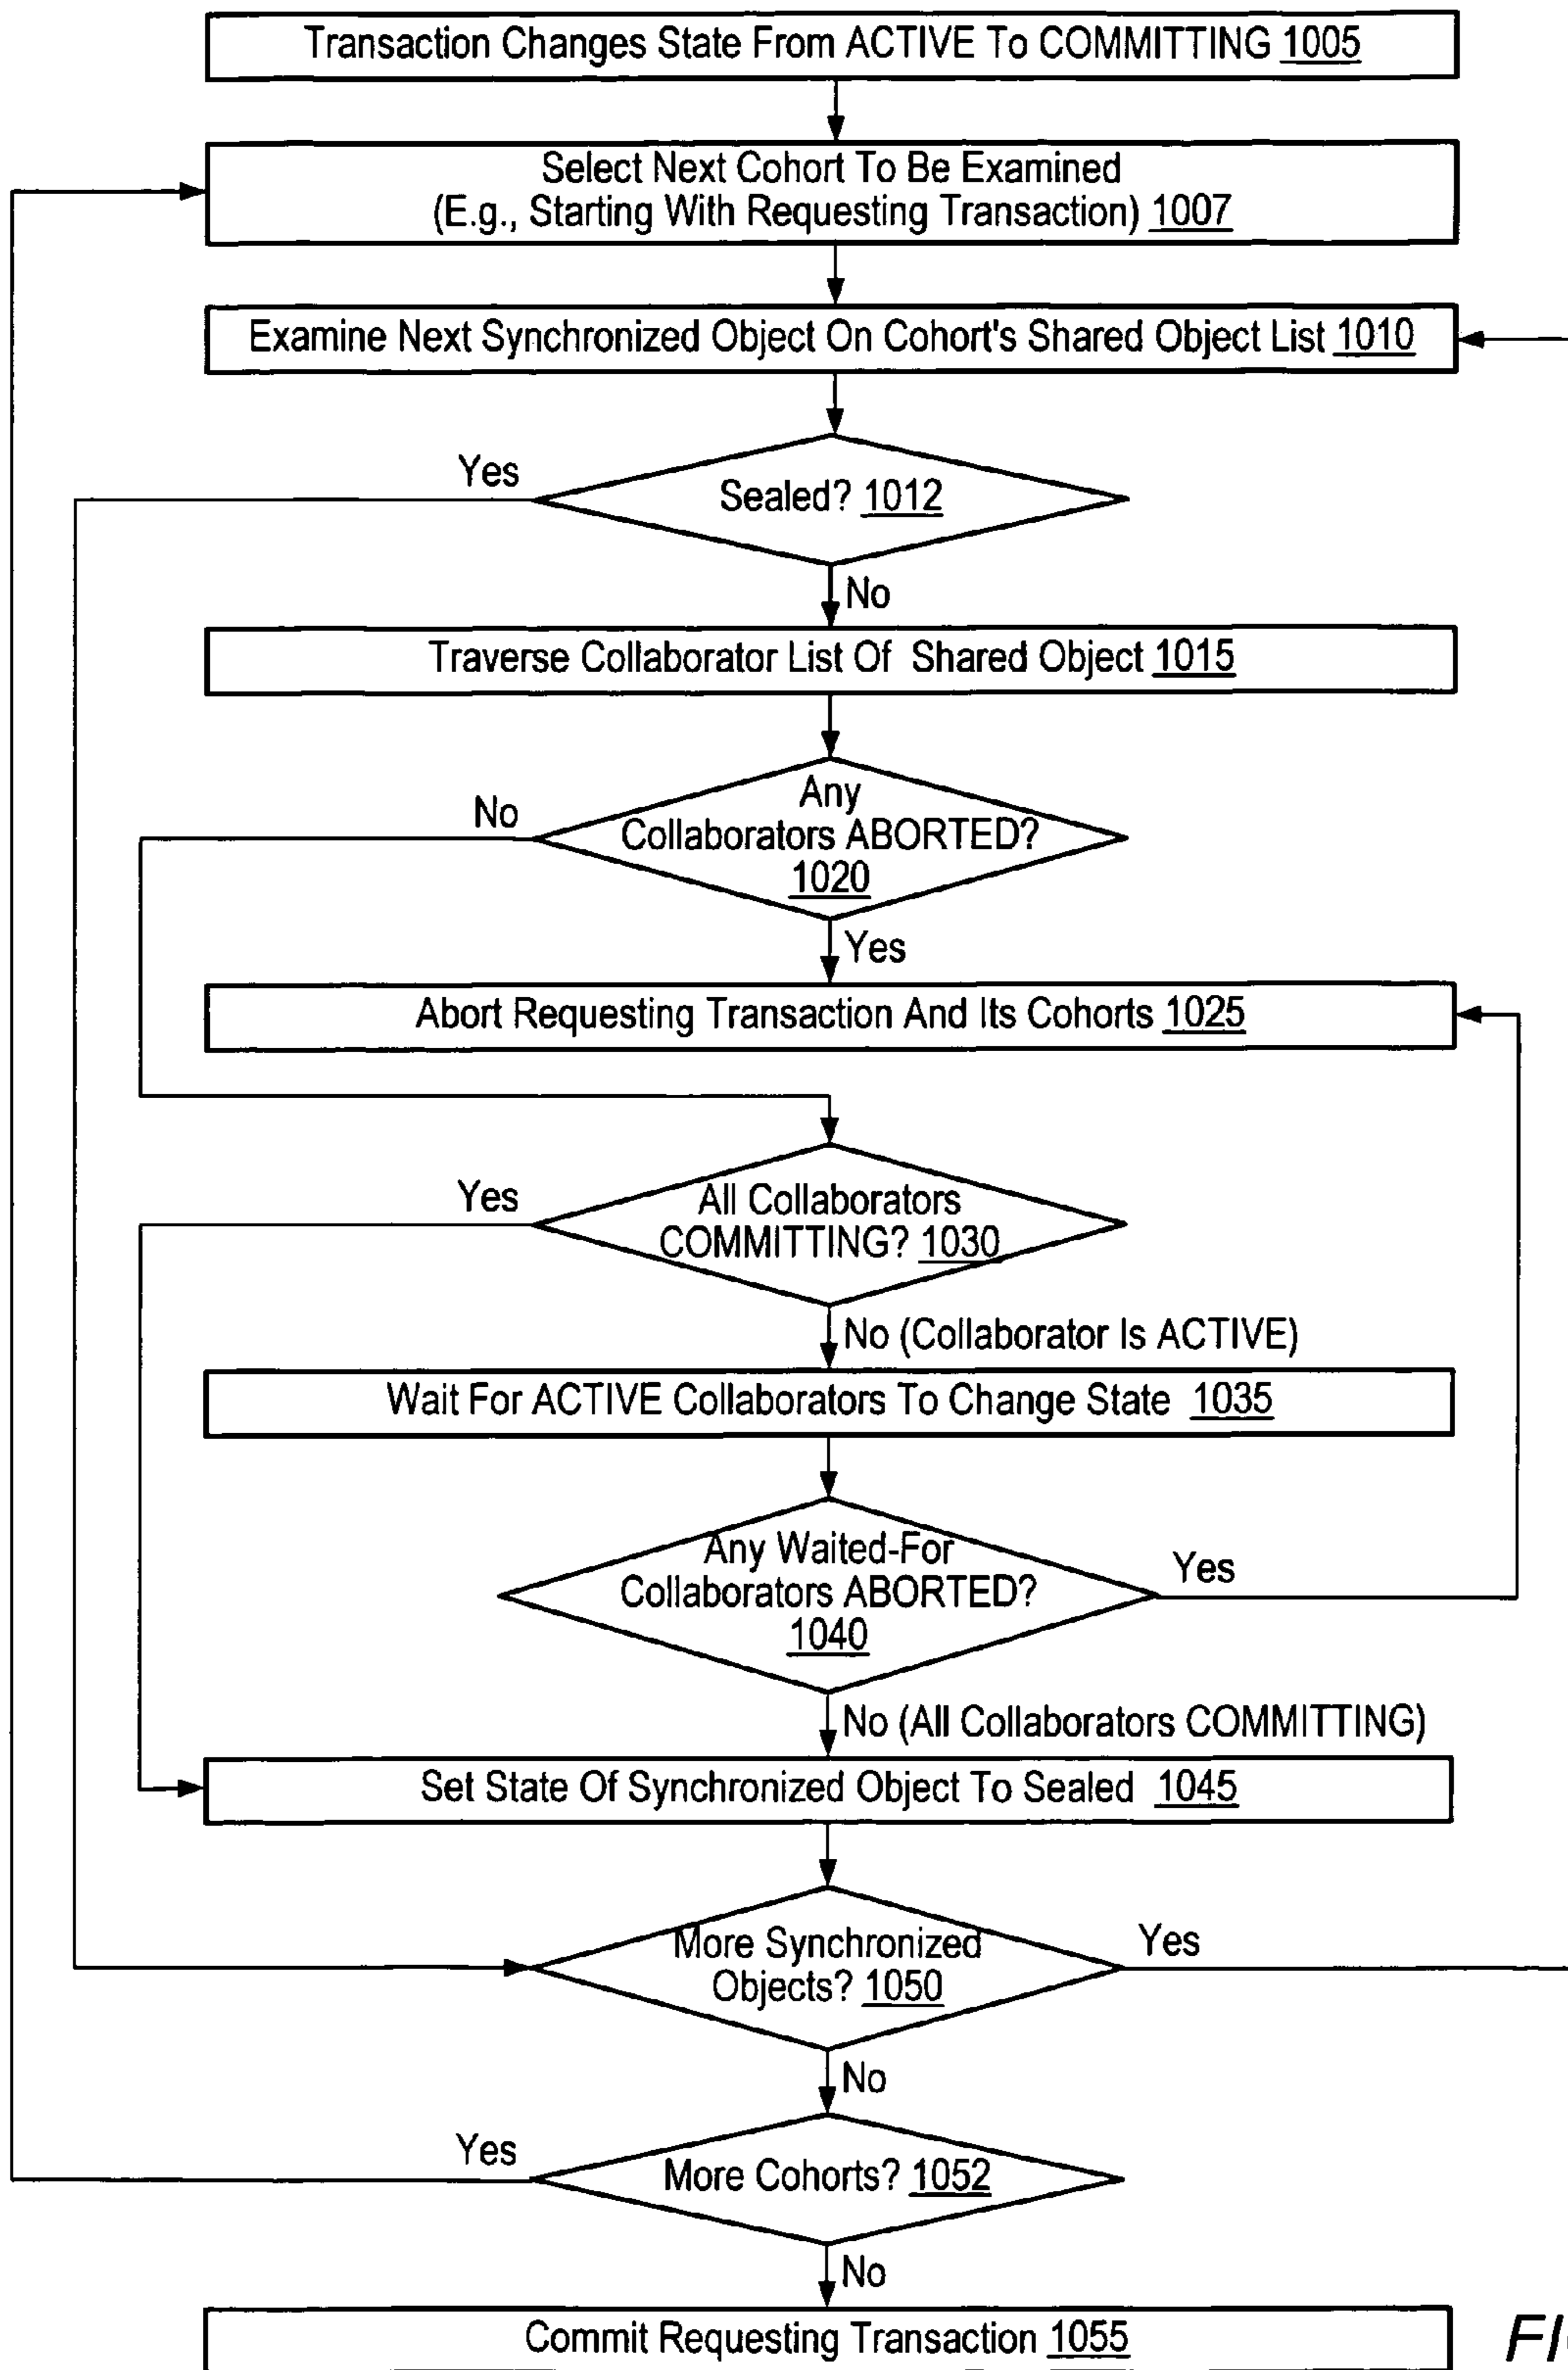 Transaction Changes State From ACTIVE To COMMITTING 1005
Select Next Cohort To Be Examined
(E.g., Starting With Requesting Transaction) 1007
Examine Next Synchronized Object On Cohort's Shared Object List 1010
Yes
Sealed? 1012
No
Traverse Collaborator List Of Shared Object 1015
Any
No
Collaborators ABORTED?
1020
Yes
Abort Requesting Transaction And Its Cohorts 1025
Yes
All Collaborators
COMMITTING? 1030
No (Collaborator Is ACTIVE)
Wait For ACTIVE Collaborators To Change State 1035
Any Waited-For
Yes
Collaborators ABORTED?
1040
No (All Collaborators COMMITTING)
Set State Of Synchronized Object To Sealed 1045
More Synchronized
Yes
Objects? 1050
No
Yes
More Cohorts? 1052
No
Commit Requesting Transaction 1055